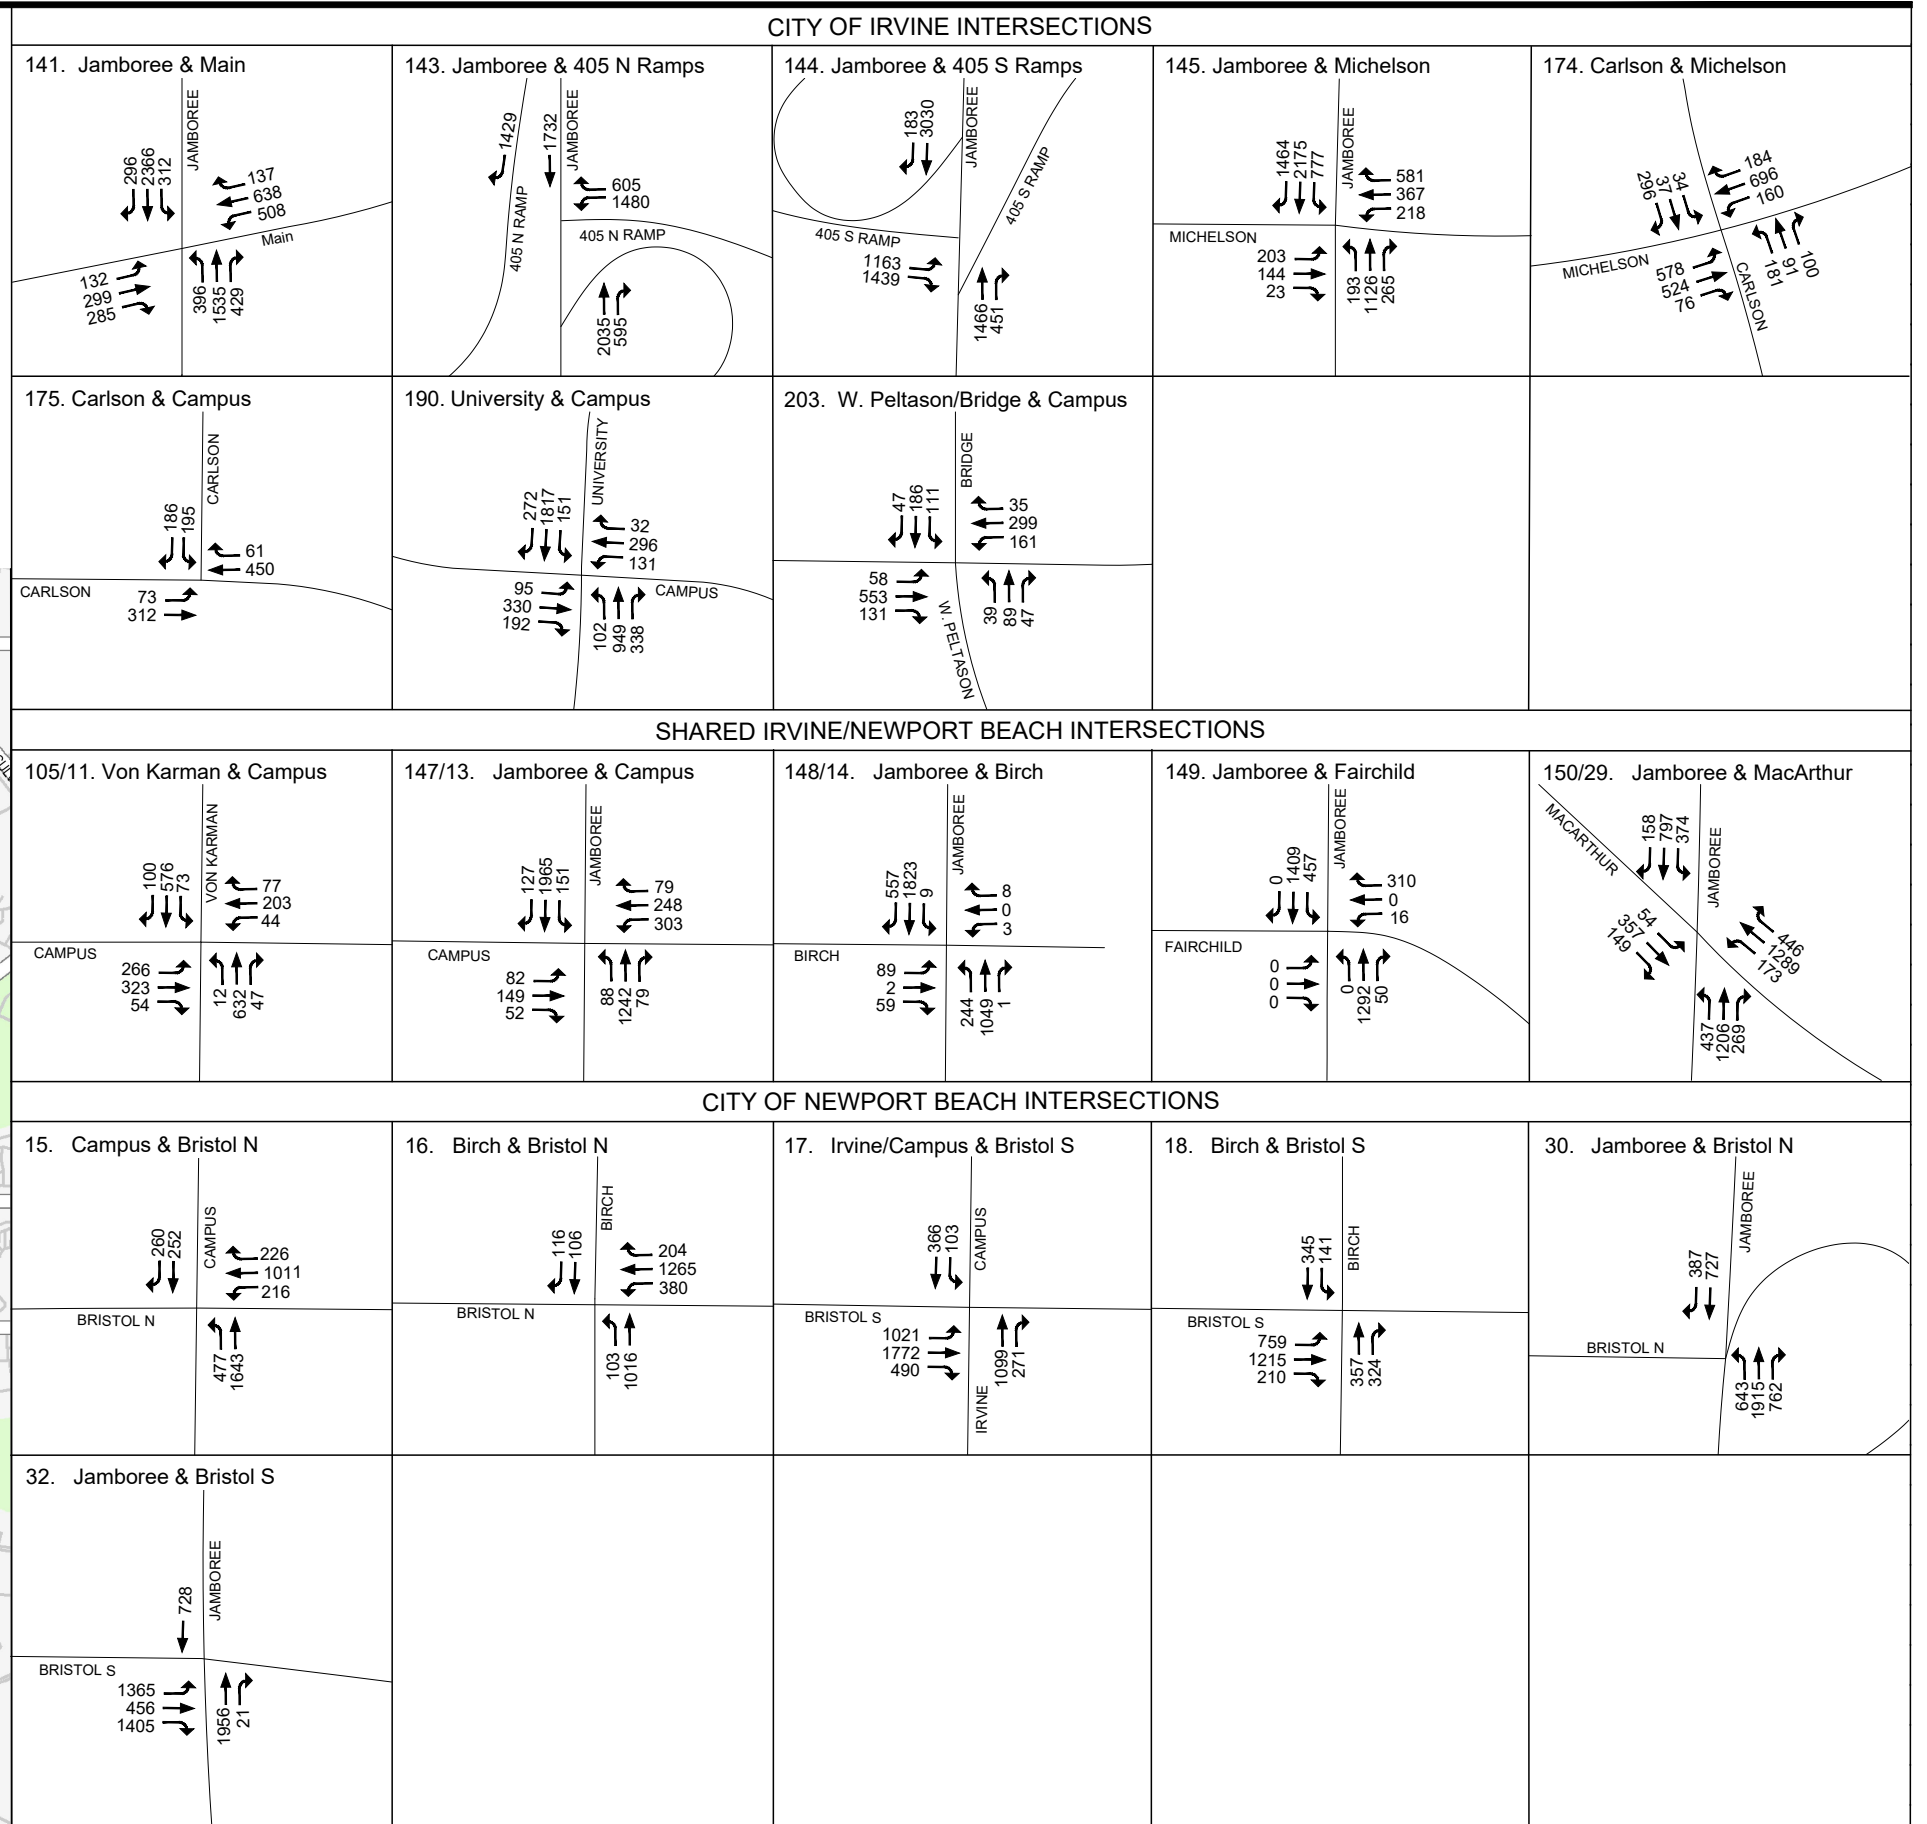 CITY OF IRVINE INTERSECTIONS
141. Jamboree & Main
JAMBOREE
296
2366
312
137
638
508
Main
132
299
285
396
1535
429
143. Jamboree & 405 N Ramps
1429
1732
JAMBOREE
605
1480
405 N RAMP
405 N RAMP
2035
595
144. Jamboree & 405 S Ramps
183
3030
JAMBOREE
405 S RAMP
405 S RAMP
1163
1439
1466
451
145. Jamboree & Michelson
1464
2175
777
JAMBOREE
581
367
218
MICHELSON
203
144
23
193
1126
265
174. Carlson & Michelson
296
37
34
184
696
160
MICHELSON
578
524
76
CARLSON
181
91
100
175. Carlson & Campus
CARLSON
186
195
61
450
CARLSON
73
312
190. University & Campus
UNIVERSITY
272
1817
151
32
296
131
95
330
192
CAMPUS
102
949
338
203. W. Peltason/Bridge & Campus
BRIDGE
47
186
111
35
299
161
58
553
131
W. PELTASON
39
89
47
SHARED IRVINE/NEWPORT BEACH INTERSECTIONS
105/11. Von Karman & Campus
VON KARMAN
100
576
73
77
203
44
CAMPUS
266
323
54
12
632
47
147/13. Jamboree & Campus
JAMBOREE
127
1965
151
79
248
303
CAMPUS
82
149
52
88
1242
79
148/14. Jamboree & Birch
JAMBOREE
557
1823
9
8
0
3
BIRCH
89
2
59
244
1049
1
149. Jamboree & Fairchild
JAMBOREE
0
1409
457
310
0
16
FAIRCHILD
0
0
0
0
1292
50
150/29. Jamboree & MacArthur
MACARTHUR
158
797
374
JAMBOREE
54
357
149
446
1289
173
437
1206
269
CITY OF NEWPORT BEACH INTERSECTIONS
15. Campus & Bristol N
CAMPUS
260
252
226
1011
216
BRISTOL N
477
1643
16. Birch & Bristol N
BIRCH
116
106
204
1265
380
BRISTOL N
103
1016
17. Irvine/Campus & Bristol S
366
103
CAMPUS
BRISTOL S
1021
1772
490
1099
271
IRVINE
18. Birch & Bristol S
345
141
BIRCH
BRISTOL S
759
1215
210
357
324
30. Jamboree & Bristol N
JAMBOREE
387
727
BRISTOL N
643
1915
762
32. Jamboree & Bristol S
JAMBOREE
728
BRISTOL S
1365
456
1405
1956
21